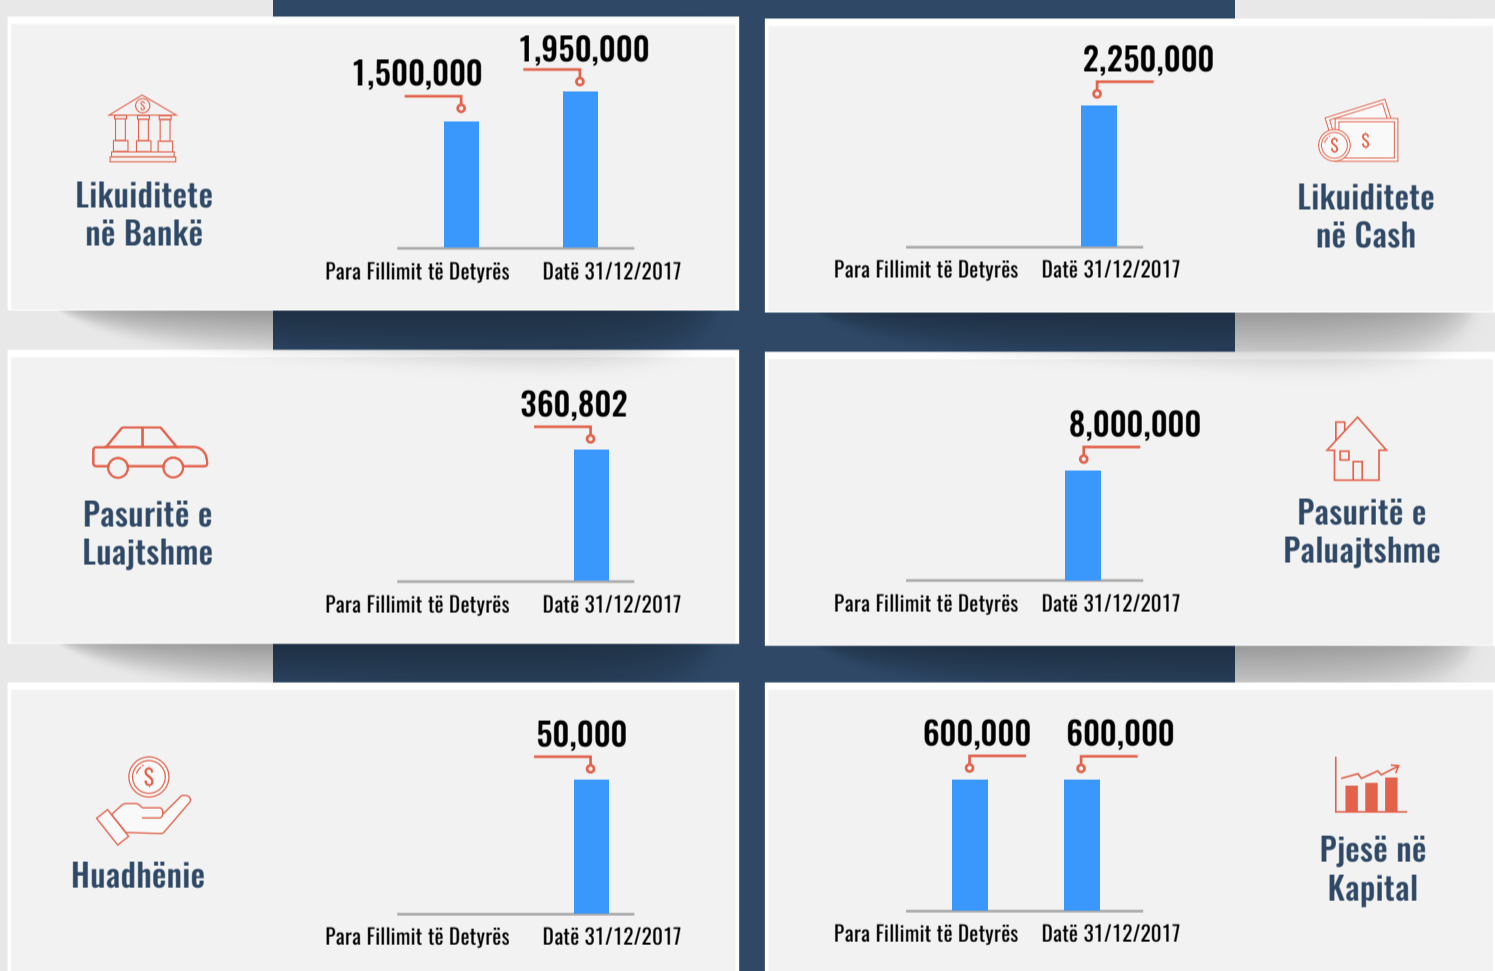 1,500,000
1,950,000
Likuiditete
në Bankë
Para Fillimit të Detyrës
Datë 31/12/2017
2,250,000
$
$
Likuiditete
në Cash
Para Fillimit të Detyrës
Datë 31/12/2017
360,802
Pasuritë e
Luajtshme
Para Fillimit të Detyrës
Datë 31/12/2017
8,000,000
Pasuritë e
Paluajtshme
Para Fillimit të Detyrës
Datë 31/12/2017
50,000
$
Huadhënie
Para Fillimit të Detyrës
Datë 31/12/2017
600,000
600,000
Pjesë në
Kapital
Para Fillimit të Detyrës
Datë 31/12/2017